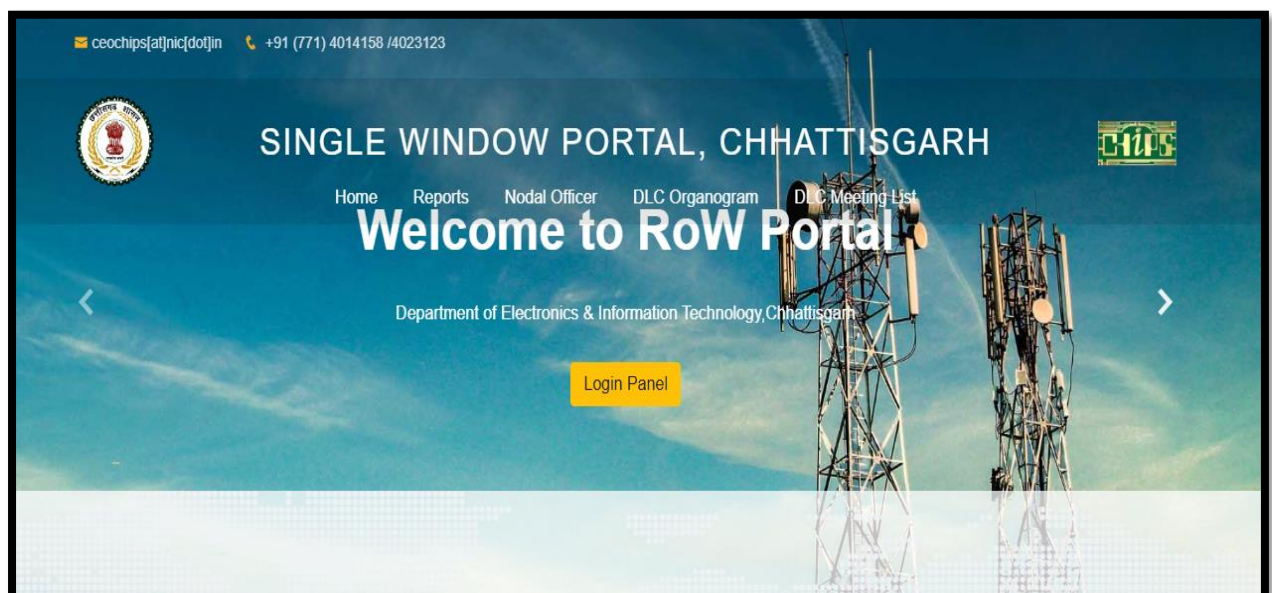 ceochips[at]nic[dot]in +91 (771) 4014158 /4023123
SINGLE WINDOW PORTAL, CHHATTISGARH
CHiPS
Home Reports Nodal Officer DLC Organogram DLC Meeting List
Welcome to RoW Portal
Department of Electronics & Information Technology,Chhattisgarh
Login Panel